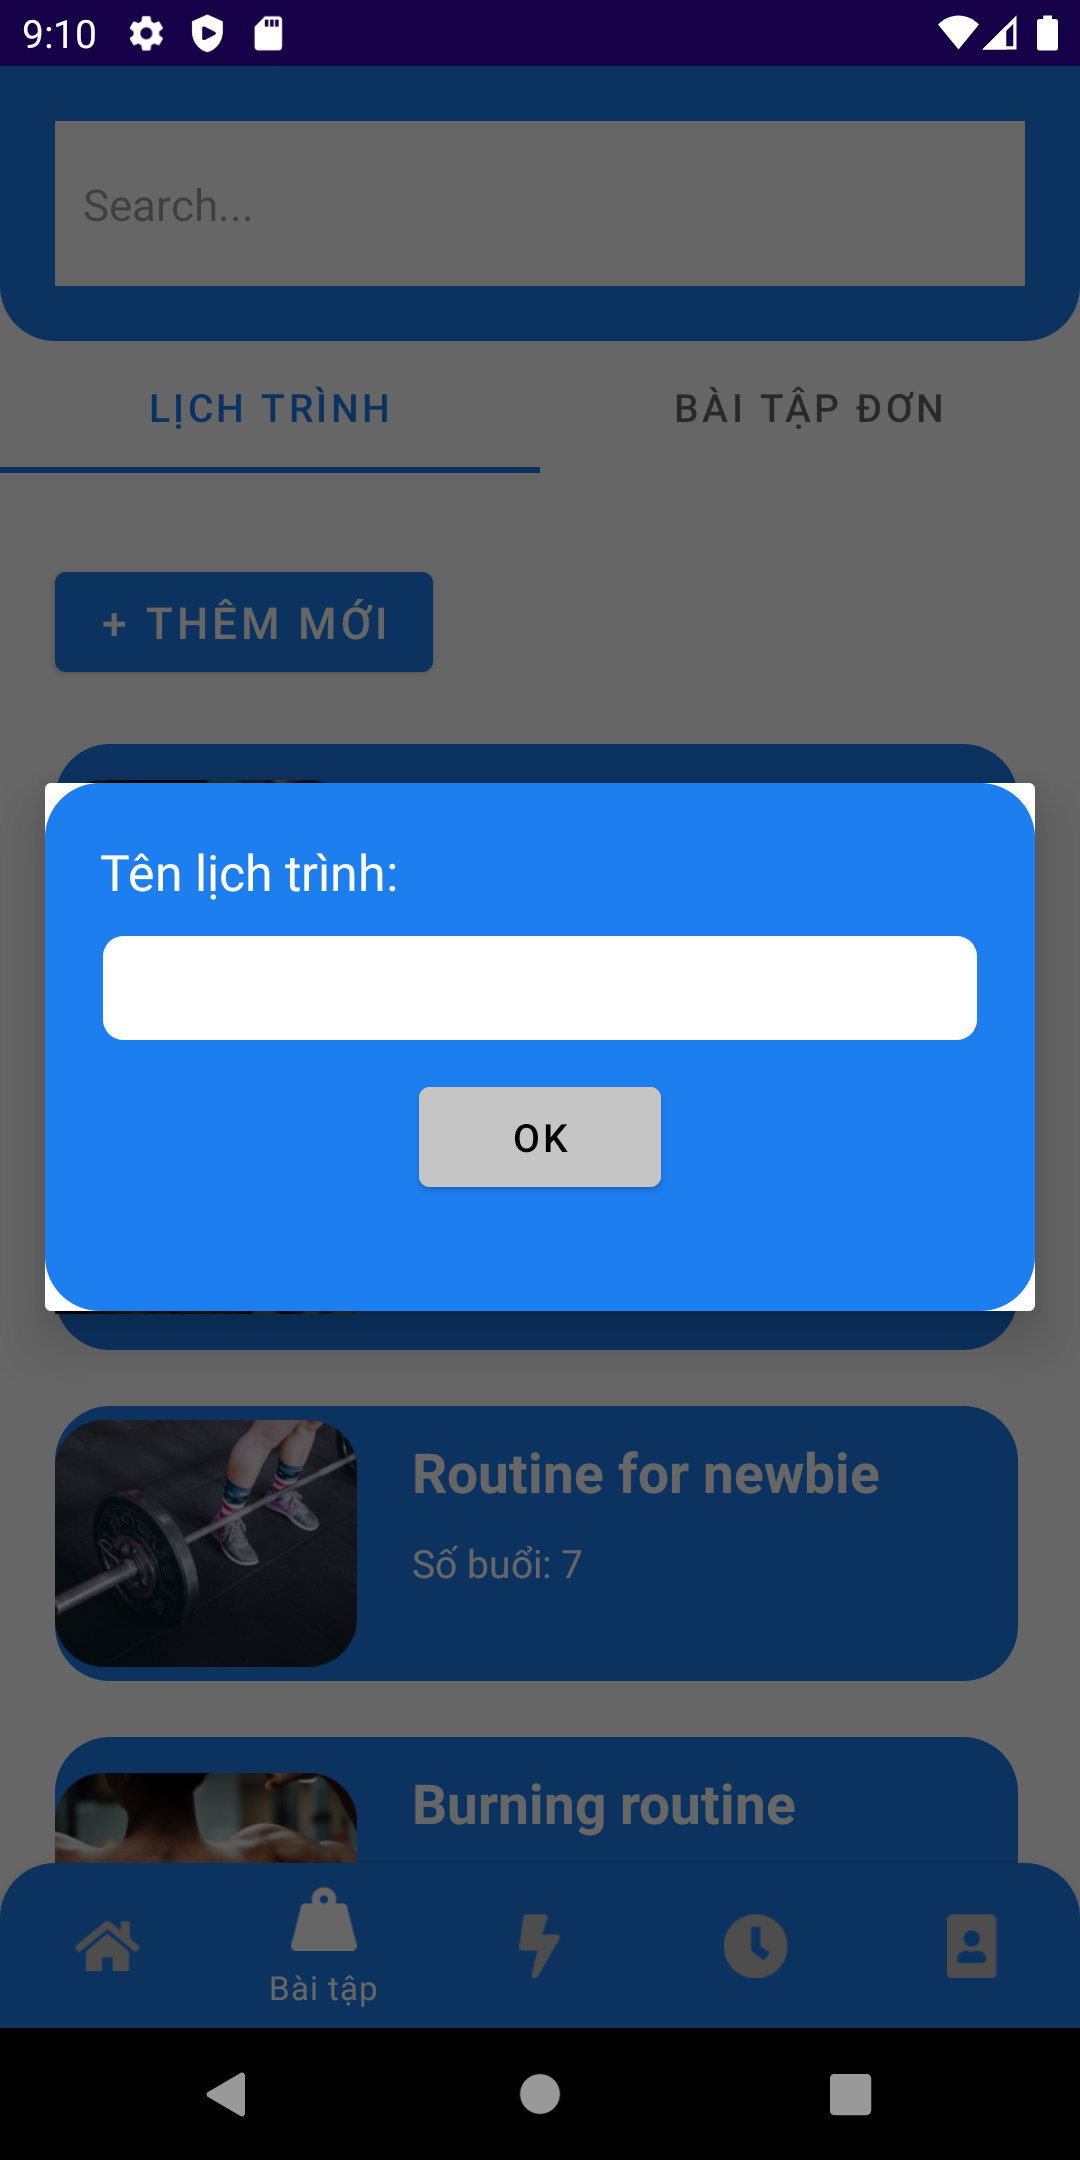 9:10
Search...
LỊCH TRÌNH
BÀI TẬP ĐƠN
+ THÊM MỚI
Tên lịch trình:
OK
Routine for newbie
Số buổi: 7
Burning routine
Bài tập